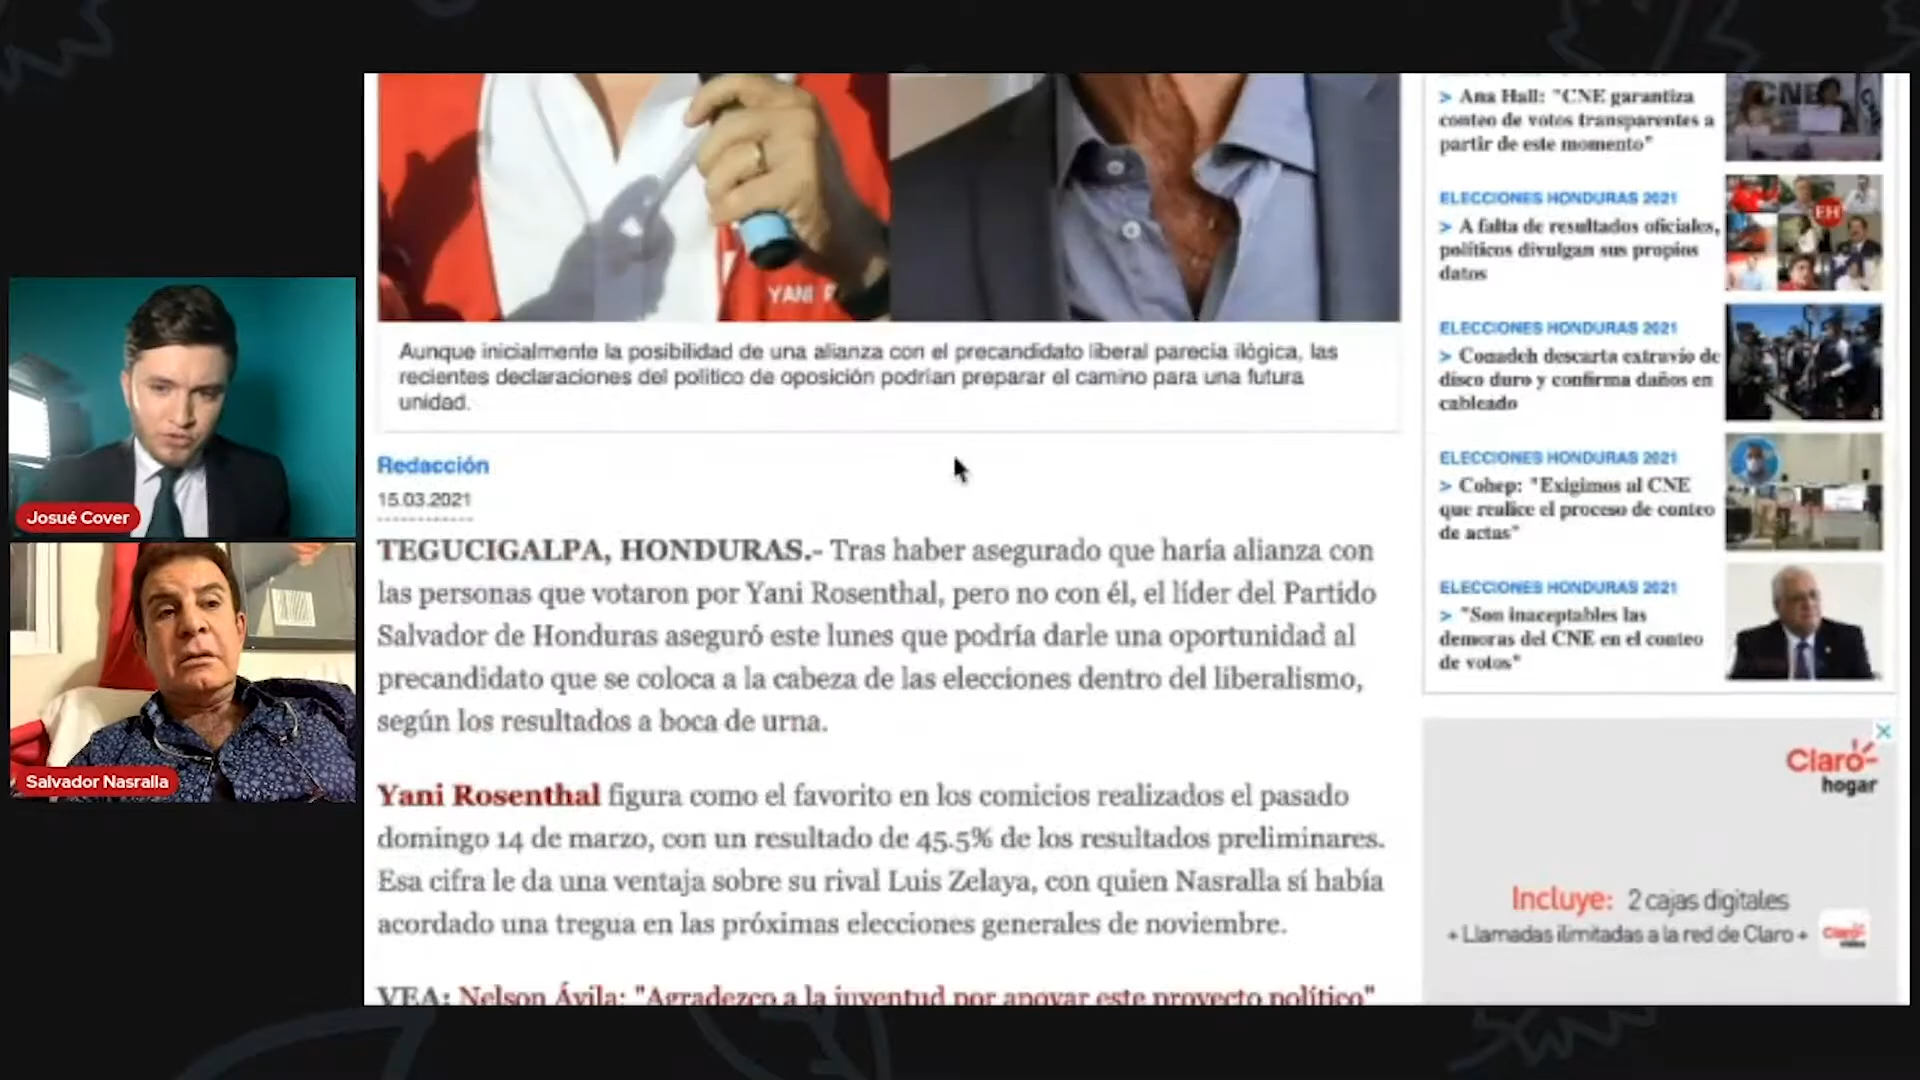 Josué Cover
Salvador Nasralla
YANI R
Aunque inicialmente la posibilidad de una alianza con el precandidato liberal parecía ilógica, las
recientes declaraciones del político de oposición podrían preparar el camino para una futura
unidad.
Redacción
15.03.2021
TEGUCIGALPA, HONDURAS.- Tras haber asegurado que haría alianza con
las personas que votaron por Yani Rosenthal, pero no con él, el líder del Partido
Salvador de Honduras aseguró este lunes que podría darle una oportunidad al
precandidato que se coloca a la cabeza de las elecciones dentro del liberalismo,
según los resultados a boca de urna.
Yani Rosenthal figura como el favorito en los comicios realizados el pasado
domingo 14 de marzo, con un resultado de 45.5% de los resultados preliminares.
Esa cifra le da una ventaja sobre su rival Luis Zelaya, con quien Nasralla sí había
acordado una tregua en las próximas elecciones generales de noviembre.
VEA: Nelson Ávila: "Agradezco a la juventud por apoyar este proyecto político"
> Ana Hall: "CNE garantiza
conteo de votos transparentes a
partir de este momento"
CNE
ELECCIONES HONDURAS 2021
> A falta de resultados oficiales,
políticos divulgan sus propios
datos
EH
ELECCIONES HONDURAS 2021
> Conadeh descarta extravío de
disco duro y confirma daños en
cableado
ELECCIONES HONDURAS 2021
> Cohep: "Exigimos al CNE
que realice el proceso de conteo
de actas"
ELECCIONES HONDURAS 2021
> "Son inaceptables las
demoras del CNE en el conteo
de votos"
Claro
hogar
Incluye: 2 cajas digitales
+ Llamadas ilimitadas a la red de Claro +
Claro